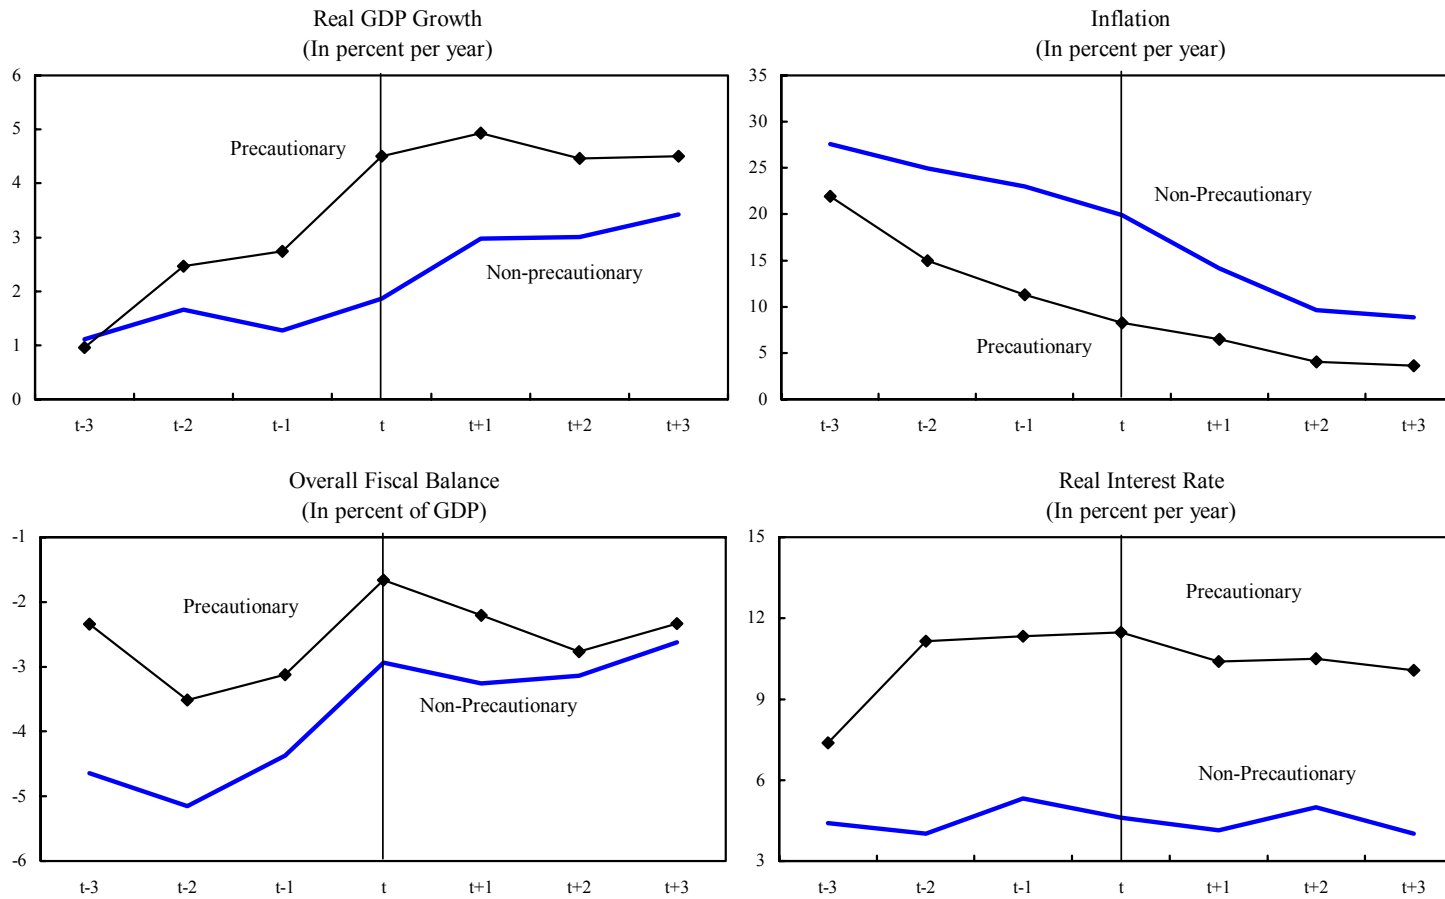 Real GDP Growth
(In percent per year)
6
5
4
3
2
1
0
Precautionary
Non-precautionary
t-3 t-2 t-1 t t+1 t+2 t+3
Inflation
(In percent per year)
35
30
25
20
15
10
5
0
Non-Precautionary
Precautionary
t-3 t-2 t-1 t t+1 t+2 t+3
Overall Fiscal Balance
(In percent of GDP)
-1
-2
-3
-4
-5
-6
Precautionary
Non-Precautionary
t-3 t-2 t-1 t t+1 t+2 t+3
Real Interest Rate
(In percent per year)
15
12
9
6
3
Precautionary
Non-Precautionary
t-3 t-2 t-1 t t+1 t+2 t+3